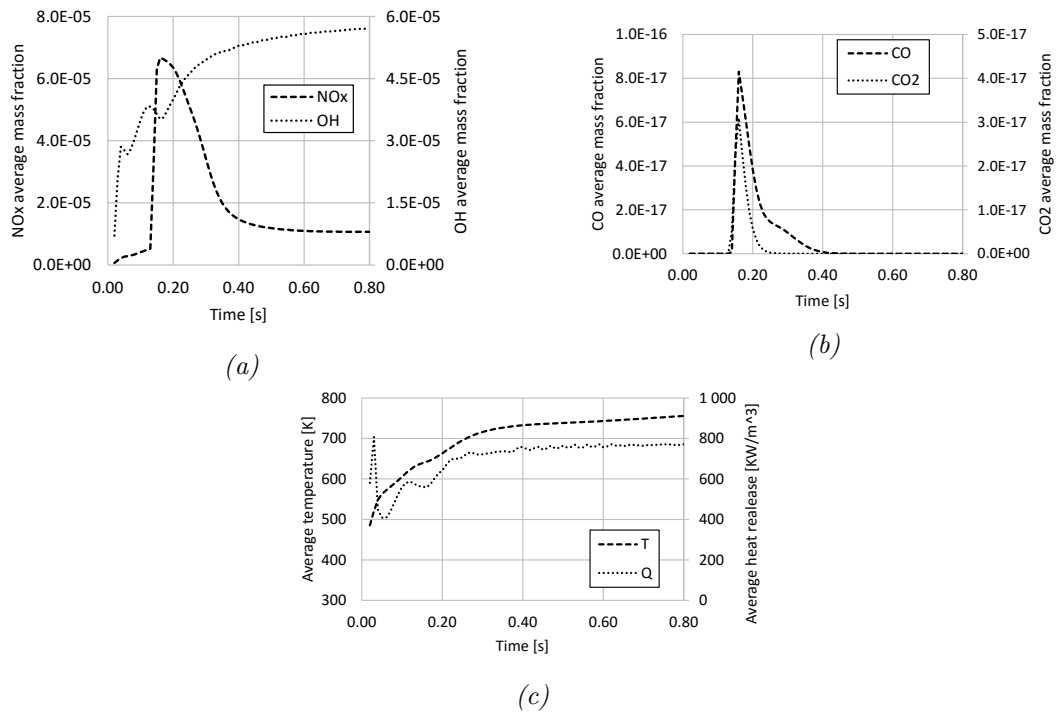 8.0E-05
6.0E-05
4.0E-05
2.0E-05
0.0E+00
NOx average mass fraction
6.0E-05
4.5E-05
3.0E-05
1.5E-05
0.0E+00
OH average mass fraction
NOx
OH
0.00 0.20 0.40 0.60 0.80
Time [s]
(a)
1.0E-16
8.0E-17
6.0E-17
4.0E-17
2.0E-17
0.0E+00
CO average mass fraction
5.0E-17
4.0E-17
3.0E-17
2.0E-17
1.0E-17
0.0E+00
CO2 average mass fraction
CO
CO2
0.00 0.20 0.40 0.60 0.80
Time [s]
(b)
800
700
600
500
400
300
Average temperature [K]
1 000
800
600
400
200
0
Average heat realease [KW/m^3]
T
Q
0.00 0.20 0.40 0.60 0.80
Time [s]
(c)